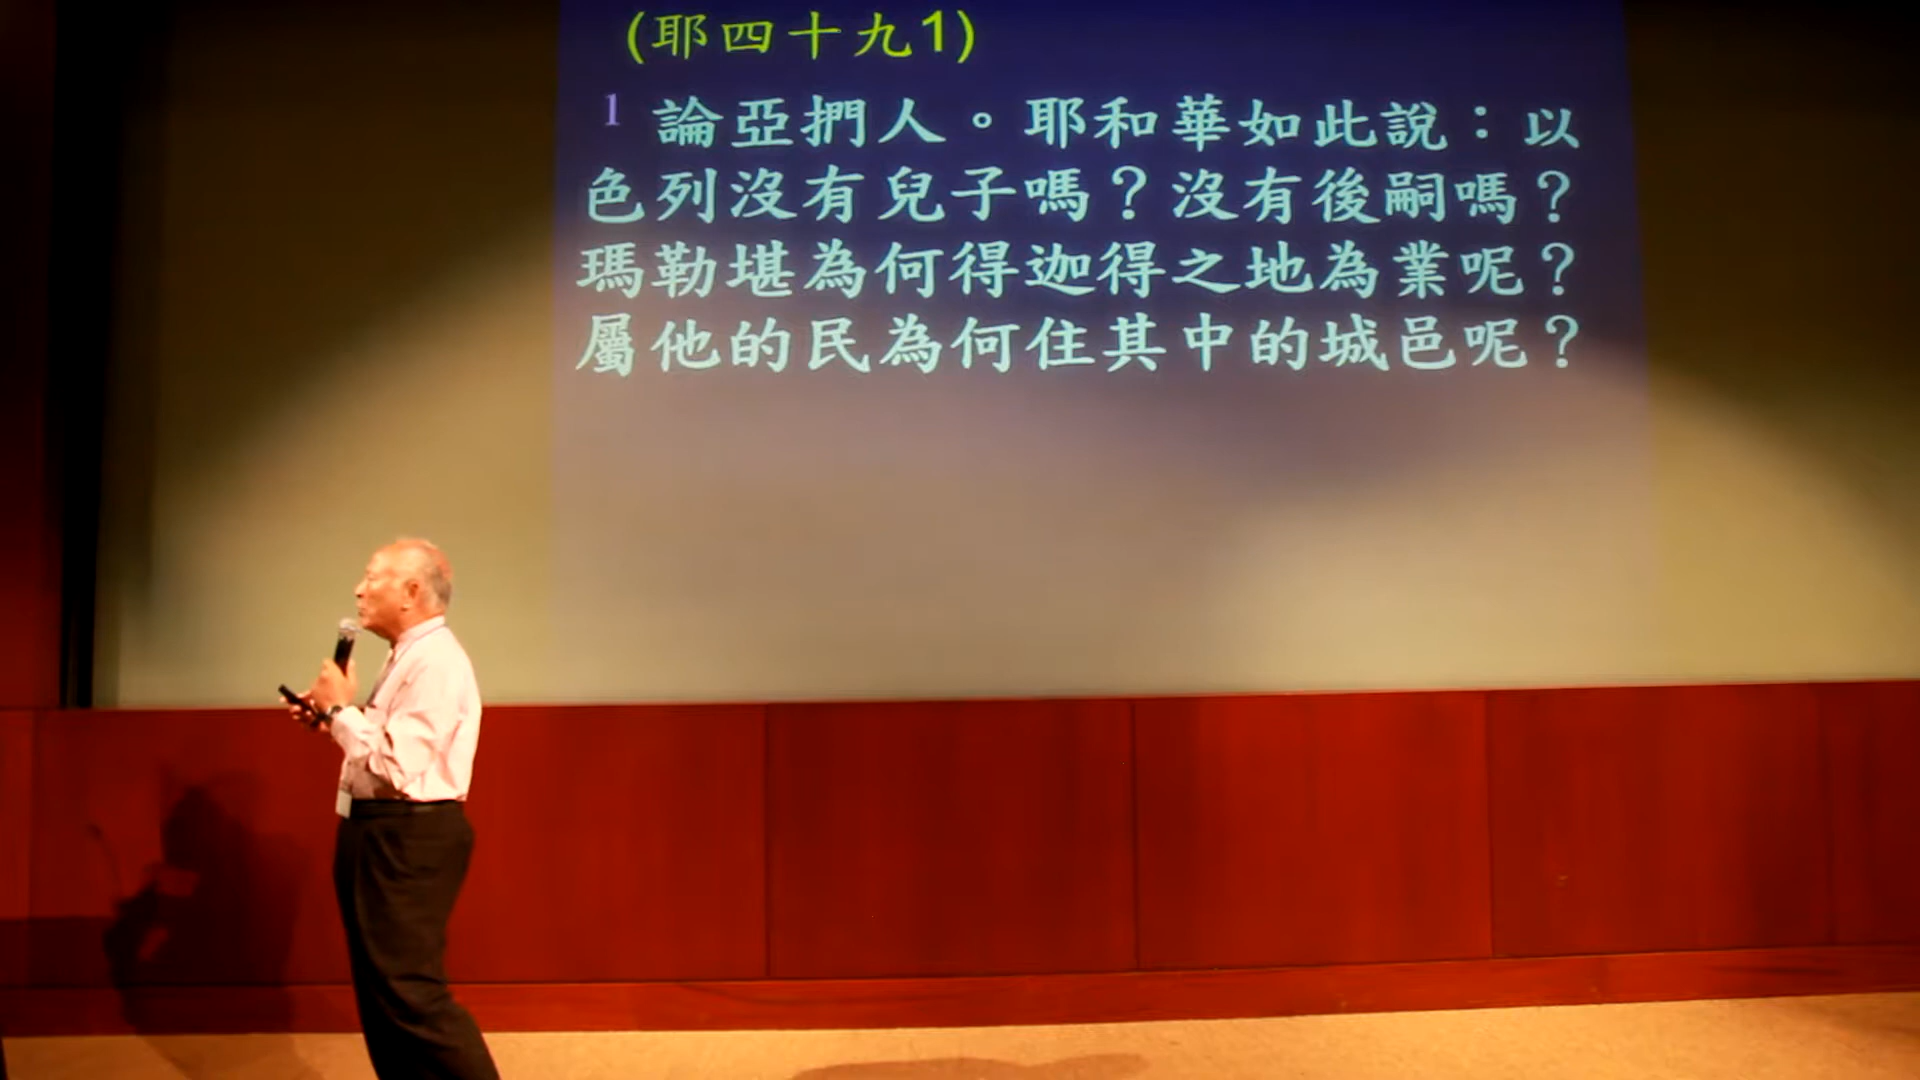 (耶四十九1)
1 論亞捫人。耶和華如此說：以
色列沒有兒子嗎？沒有後嗣嗎？
瑪勒堪為何得迦得之地為業呢？
屬他的民為何住其中的城邑呢？